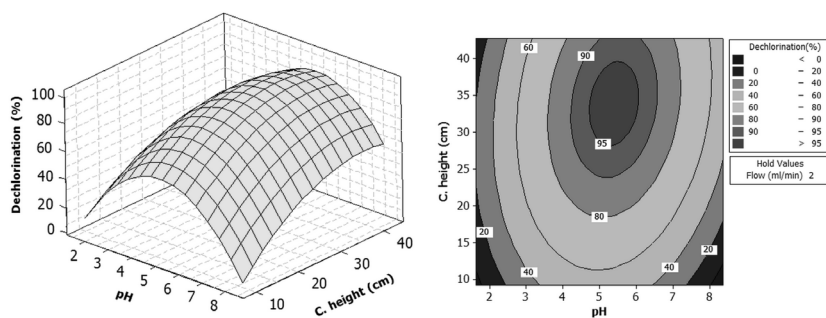 Dechlorination (%)
100
80
60
40
20
0
2
3
4
5
6
7
8
pH
10
20
30
40
C. height (cm)
C. height (cm)
40
35
30
25
20
15
10
60
90
95
80
20
40
40
20
2
3
4
5
6
7
8
pH
Dechlorination(%)
< 0
0 – 20
20 – 40
40 – 60
60 – 80
80 – 90
90 – 95
> 95
Hold Values
Flow (ml/min) 2